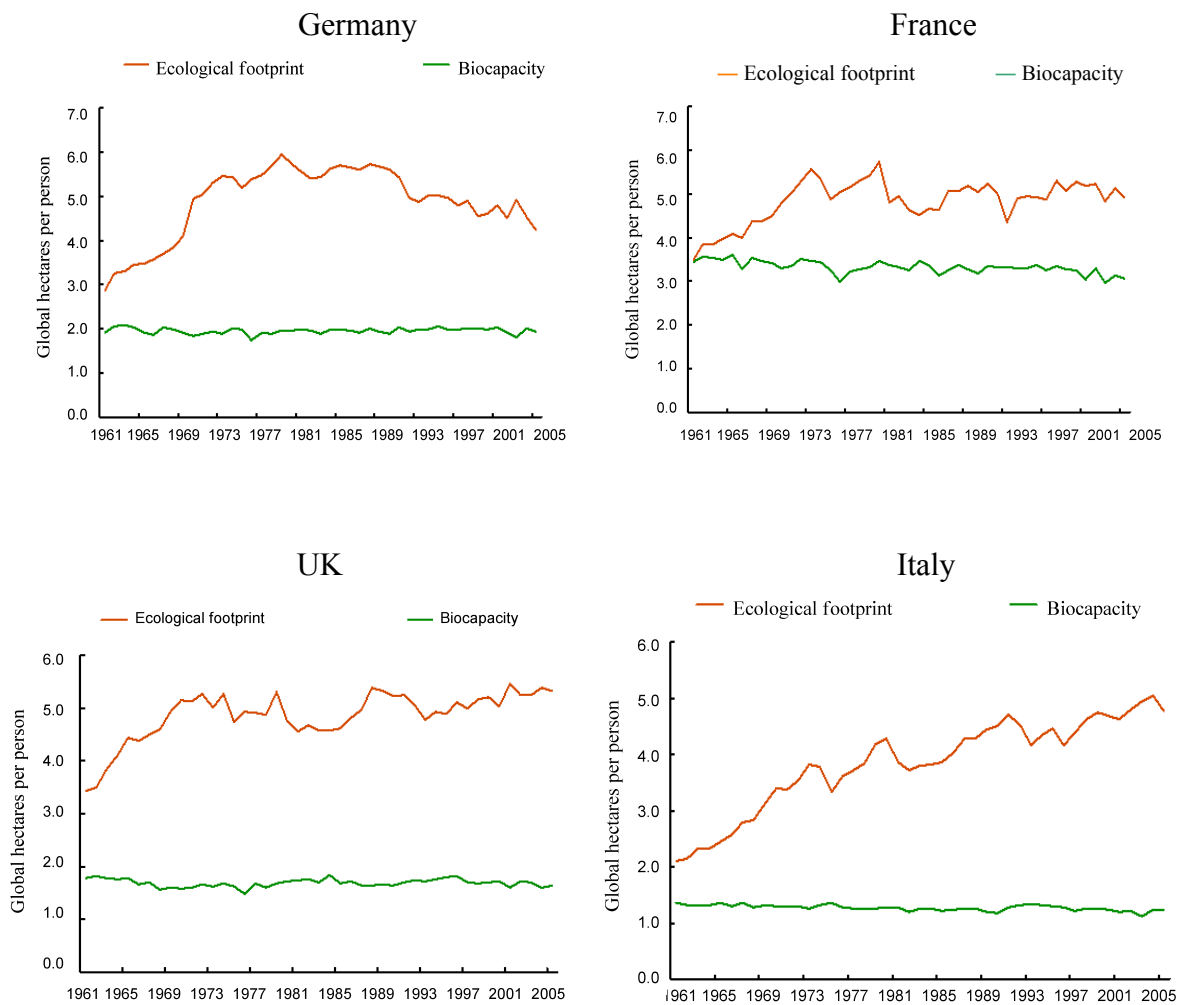 Germany
Ecological footprint Biocapacity
Global hectares per person
7.0
6.0
5.0
4.0
3.0
2.0
1.0
0.0
1961 1965 1969 1973 1977 1981 1985 1989 1993 1997 2001 2005
France
Ecological footprint Biocapacity
Global hectares per person
7.0
6.0
5.0
4.0
3.0
2.0
1.0
0.0
1961 1965 1969 1973 1977 1981 1985 1989 1993 1997 2001 2005
UK
Ecological footprint Biocapacity
Global hectares per person
6.0
5.0
4.0
3.0
2.0
1.0
0.0
1961 1965 1969 1973 1977 1981 1985 1989 1993 1997 2001 2005
Italy
Ecological footprint Biocapacity
Global hectares per person
6.0
5.0
4.0
3.0
2.0
1.0
0.0
1961 1965 1969 1973 1977 1981 1985 1989 1993 1997 2001 2005